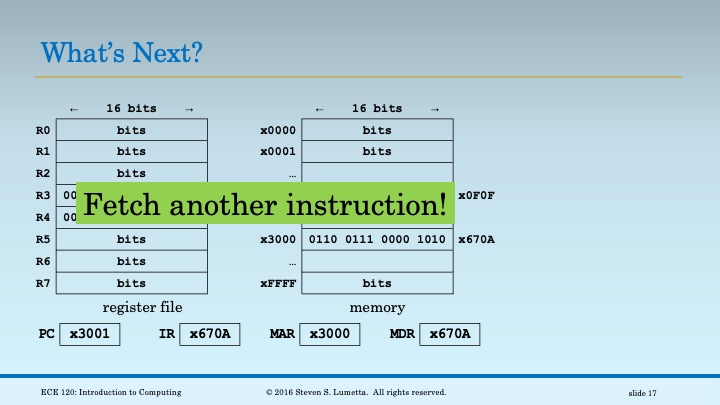 What's Next?
← 16 bits → ← 16 bits →
R0 bits x0000 bits
R1 bits x0001 bits
R2 bits …
R3 00 x0F0F
Fetch another instruction!
R4 00
R5 bits x3000 0110 0111 0000 1010 x670A
R6 bits …
R7 bits xFFFF bits
register file memory
PC x3001 IR x670A MAR x3000 MDR x670A
ECE 120: Introduction to Computing © 2016 Steven S. Lumetta. All rights reserved. slide 17